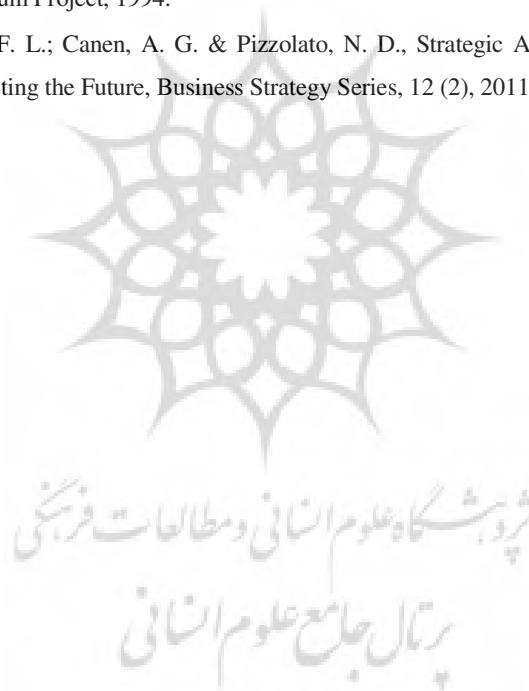 um Project, 1994.
F. L.; Canen, A. G. & Pizzolato, N. D., Strategic A
ting the Future, Business Strategy Series, 12 (2), 2011
پژوهشگاه علوم انسانی و مطالعات فرهنگی
پرتال جامع علوم انسانی